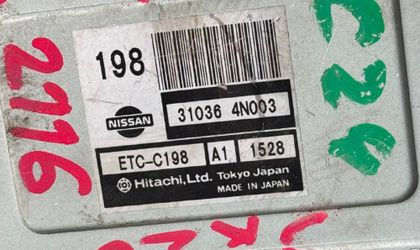 198
NISSAN 31036 4N003
ETC-C198 A1 1528
Hitachi, Ltd. Tokyo Japan
MADE IN JAPAN
2716
C24